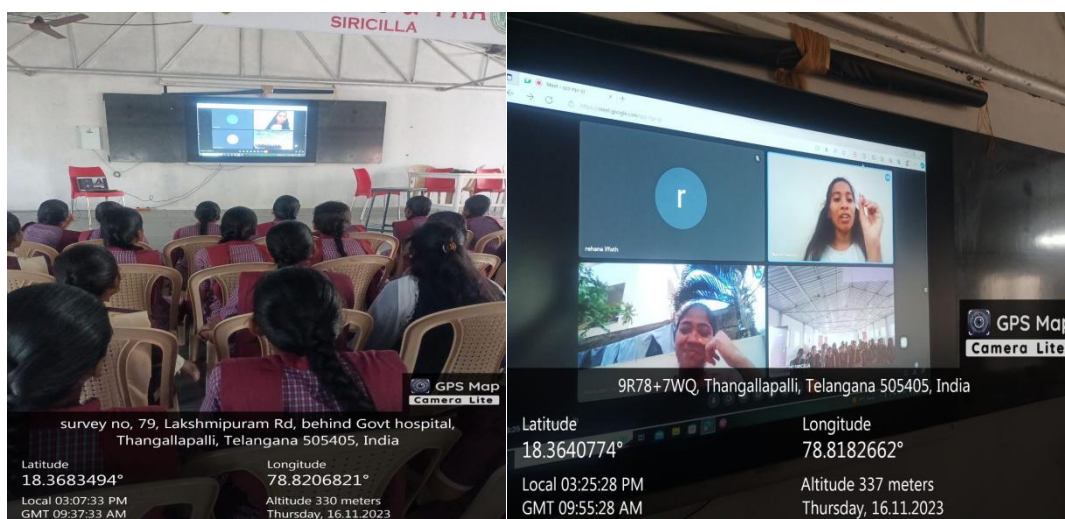 SIRICILLA
GPS Map
Camera Lite
survey no, 79, Lakshmipuram Rd, behind Govt hospital,
Thangallapalli, Telangana 505405, India
Latitude
18.3683494°
Longitude
78.8206821°
Local 03:07:33 PM
GMT 09:37:33 AM
Altitude 330 meters
Thursday, 16.11.2023
r
rehana iffath
GPS Map
Camera Lite
9R78+7WQ, Thangallapalli, Telangana 505405, India
Latitude
18.3640774°
Longitude
78.8182662°
Local 03:25:28 PM
GMT 09:55:28 AM
Altitude 337 meters
Thursday, 16.11.2023